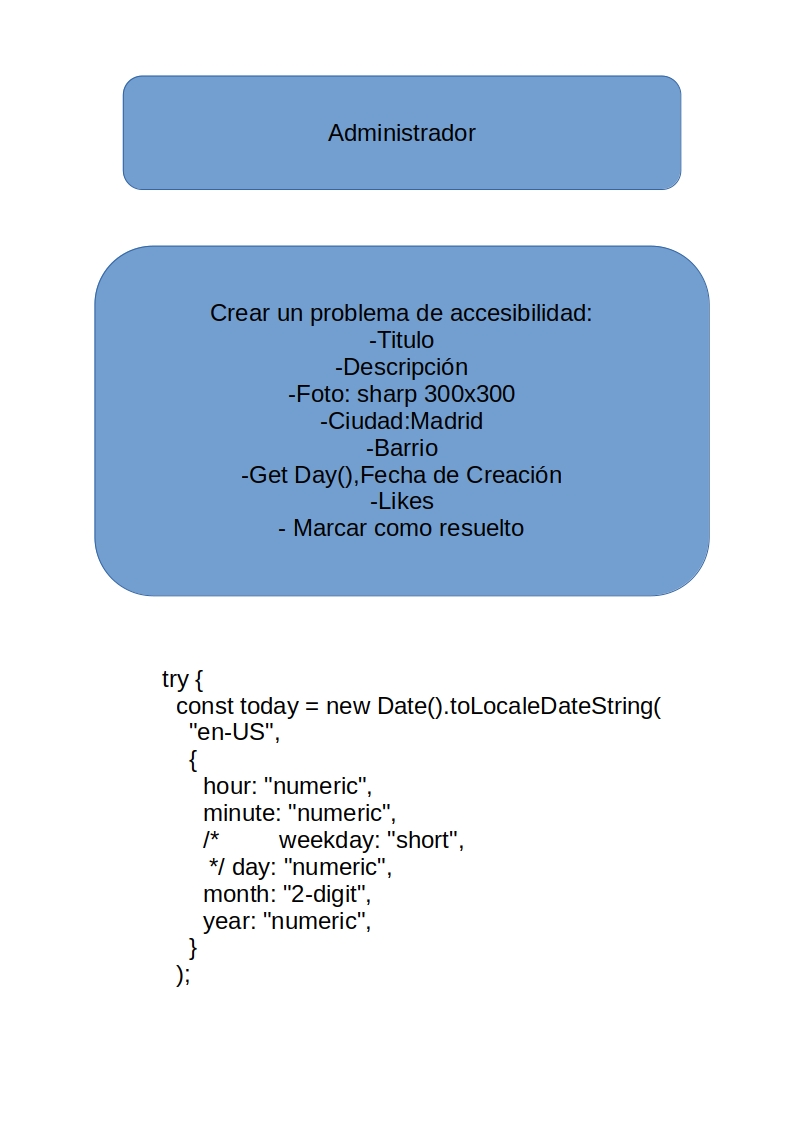 Administrador
Crear un problema de accesibilidad:
-Titulo
-Descripción
-Foto: sharp 300x300
-Ciudad:Madrid
-Barrio
-Get Day(),Fecha de Creación
-Likes
- Marcar como resuelto
try {
  const today = new Date().toLocaleDateString(
    "en-US",
    {
      hour: "numeric",
      minute: "numeric",
      /*         weekday: "short",
       */ day: "numeric",
      month: "2-digit",
      year: "numeric",
    }
  );